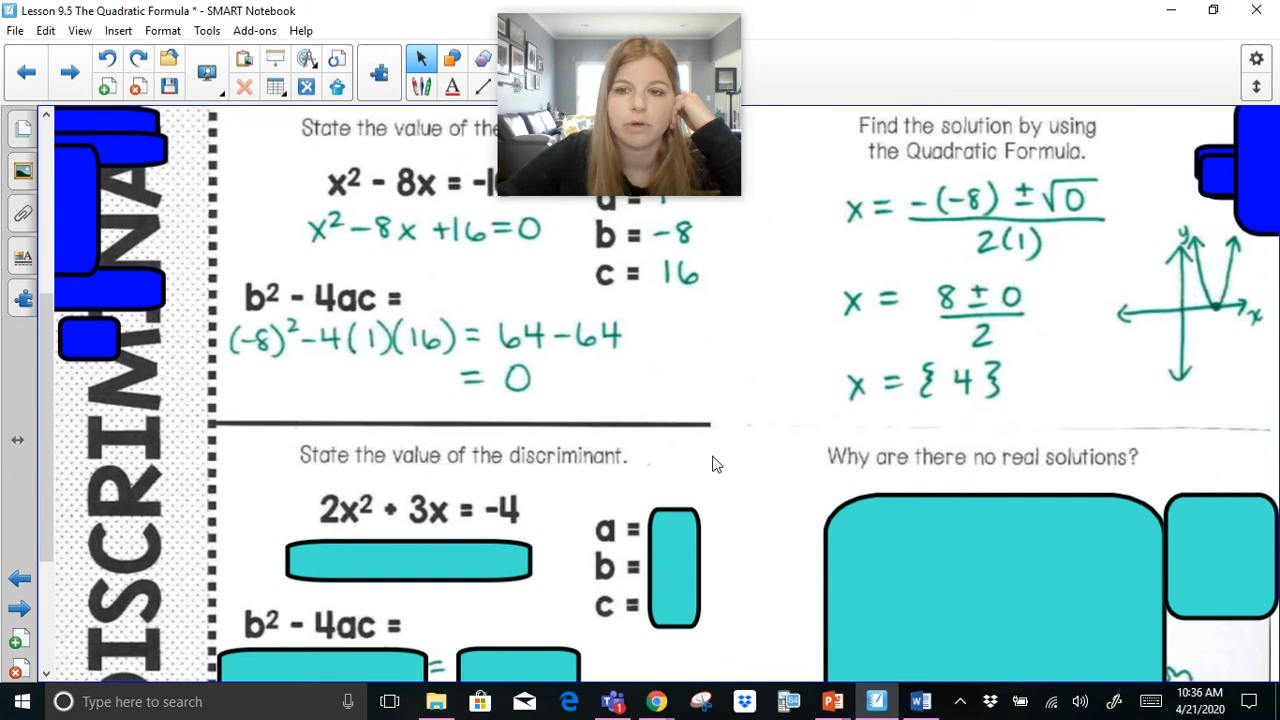 Lesson 9.5 The Quadratic Formula * - SMART Notebook
File Edit View Insert Format Tools Add-ons Help
State the value of the
x² - 8x = -1
x² - 8x + 16 = 0
b = -8
c = 16
b² - 4ac =
(-8)² - 4(1)(16) = 64 - 64
= 0
Find the solution by using
the Quadratic Formula.
x = -(-8) ± √0
2(1)
x = 8 ± 0
2
x = { 4 }
y
x
State the value of the discriminant.
2x² + 3x = -4
a =
b =
c =
b² - 4ac =
=
Why are there no real solutions?
Type here to search
10:36 AM
4/21/2020